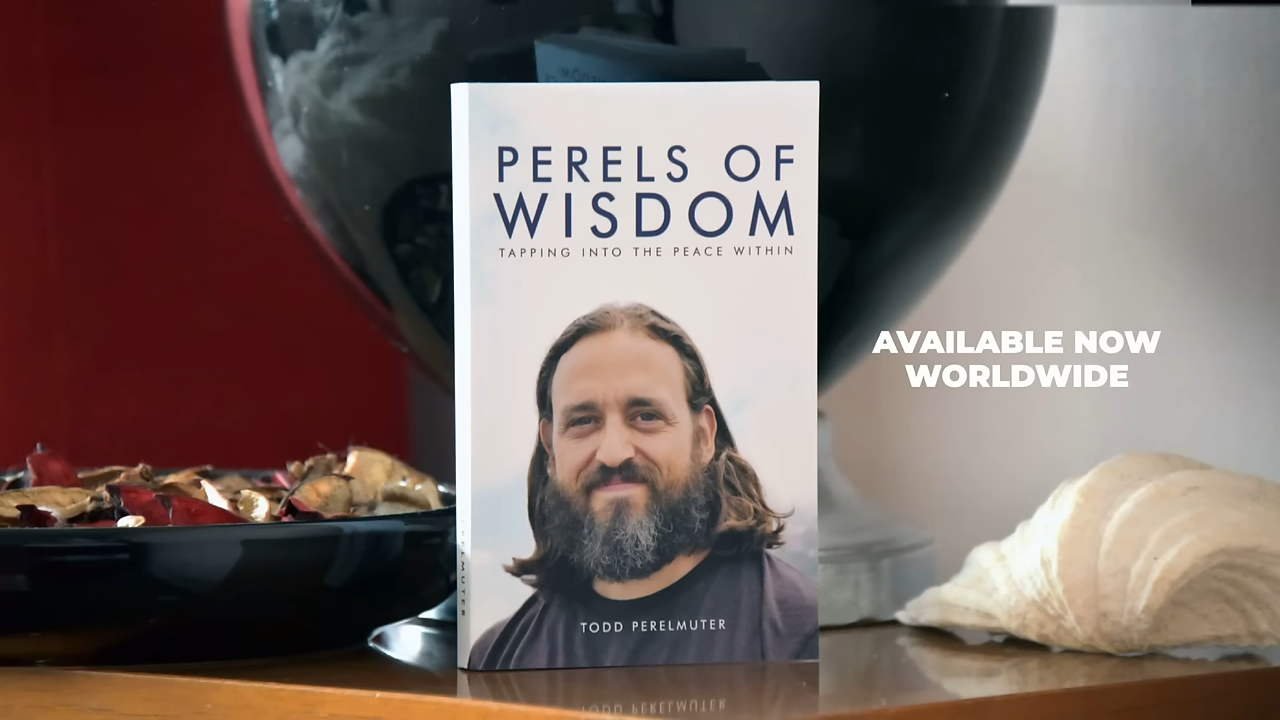 PERELS OF
WISDOM
TAPPING INTO THE PEACE WITHIN
AVAILABLE NOW
WORLDWIDE
TODD PERELMUTER